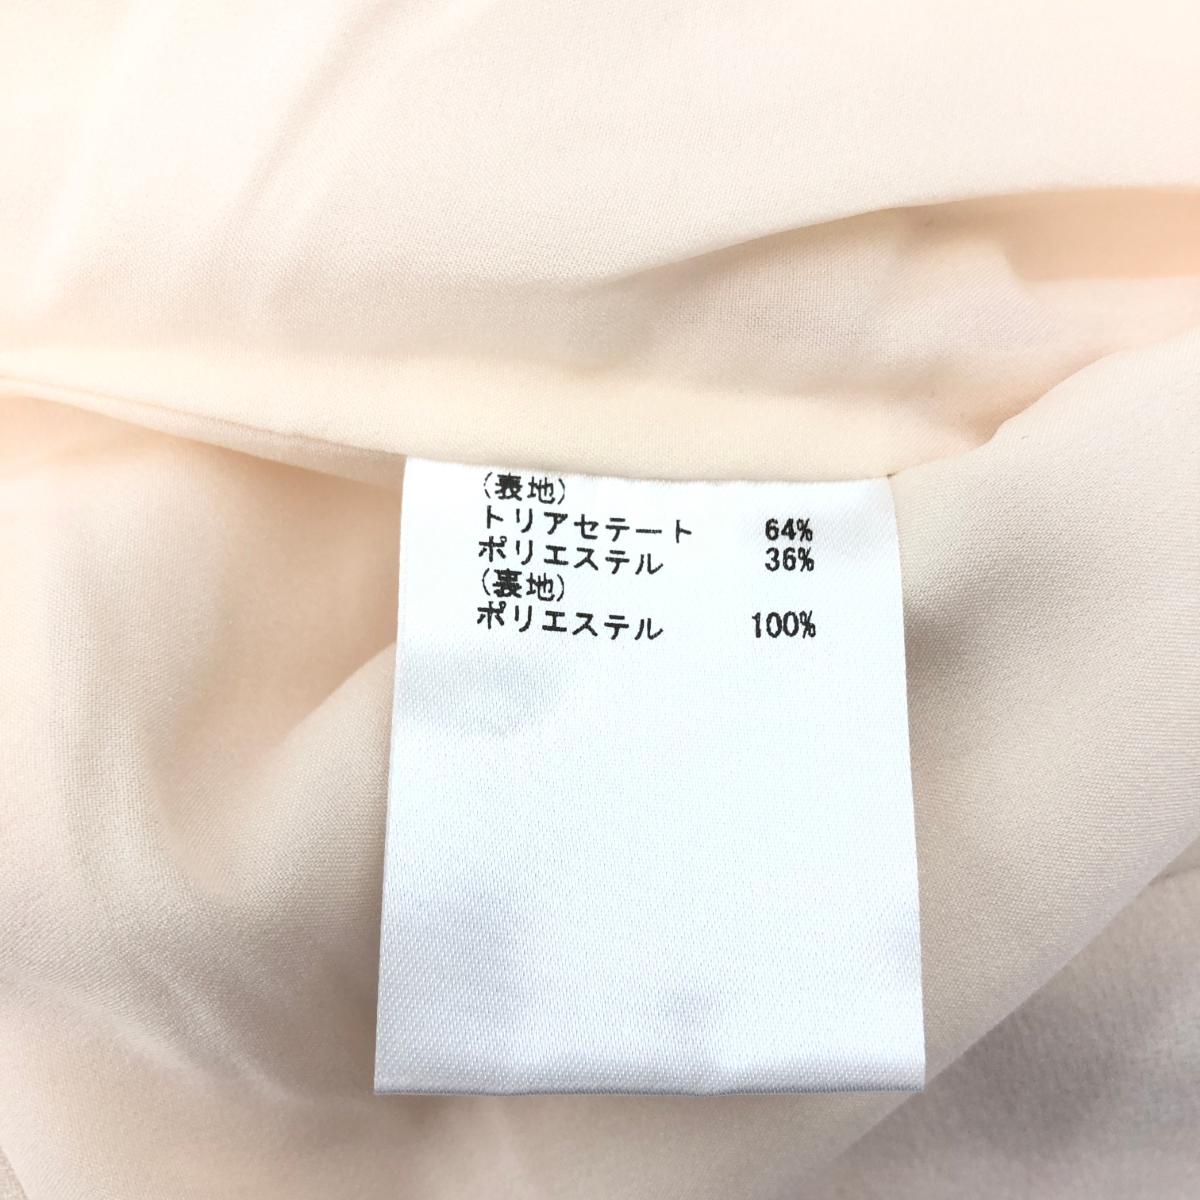 (表地)
トリアセテート 64%
ポリエステル 36%
(裏地)
ポリエステル 100%